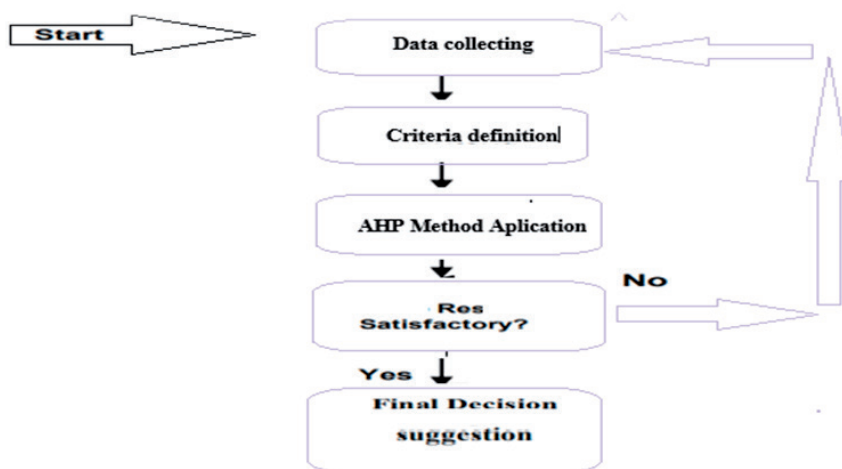 Start
Data collecting
Criteria definition
AHP Method Aplication
No
Res
Satisfactory?
Yes
Final Decision
suggestion